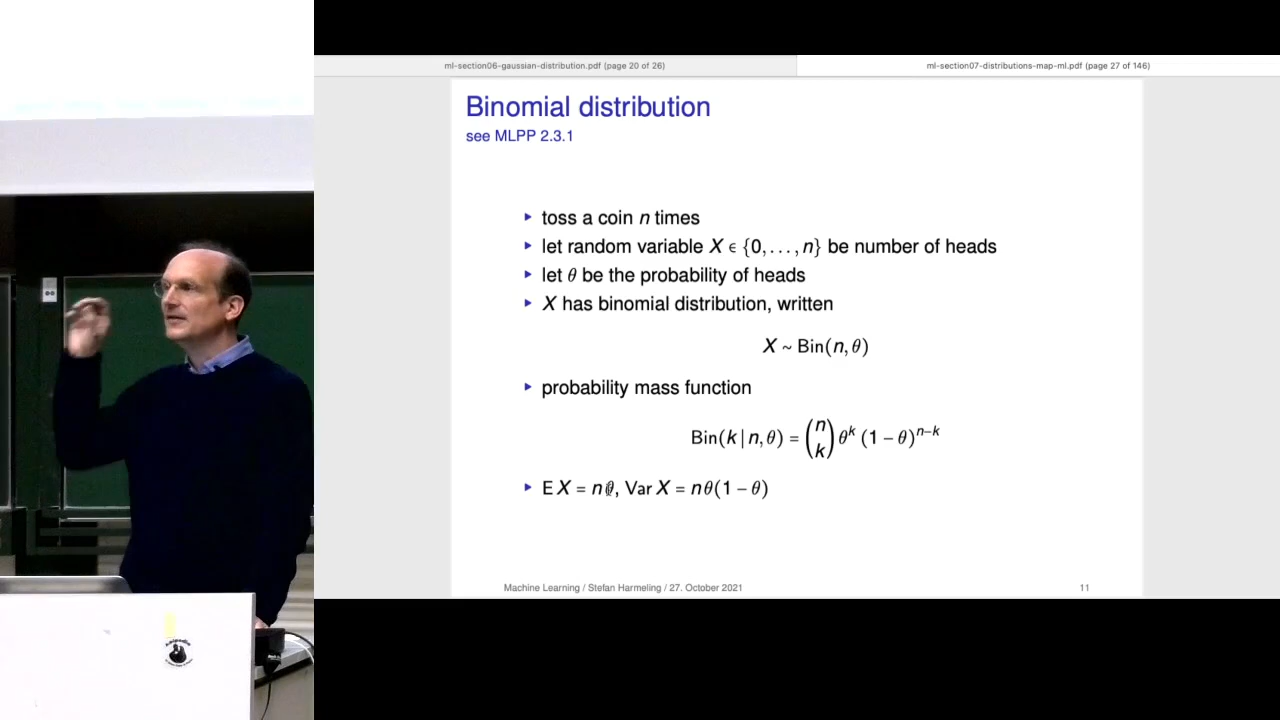 ml-section06-gaussian-distribution.pdf (page 20 of 26)
ml-section07-distributions-map-ml.pdf (page 27 of 146)
Binomial distribution
see MLPP 2.3.1
▸ toss a coin n times
▸ let random variable X ∈ {0, . . . , n} be number of heads
▸ let θ be the probability of heads
▸ X has binomial distribution, written
X ~ Bin(n, θ)
▸ probability mass function
Bin(k | n, θ) = (n k) θ^k (1 − θ)^{n−k}
▸ E X = nθ, Var X = nθ(1 − θ)
Machine Learning / Stefan Harmeling / 27. October 2021
11